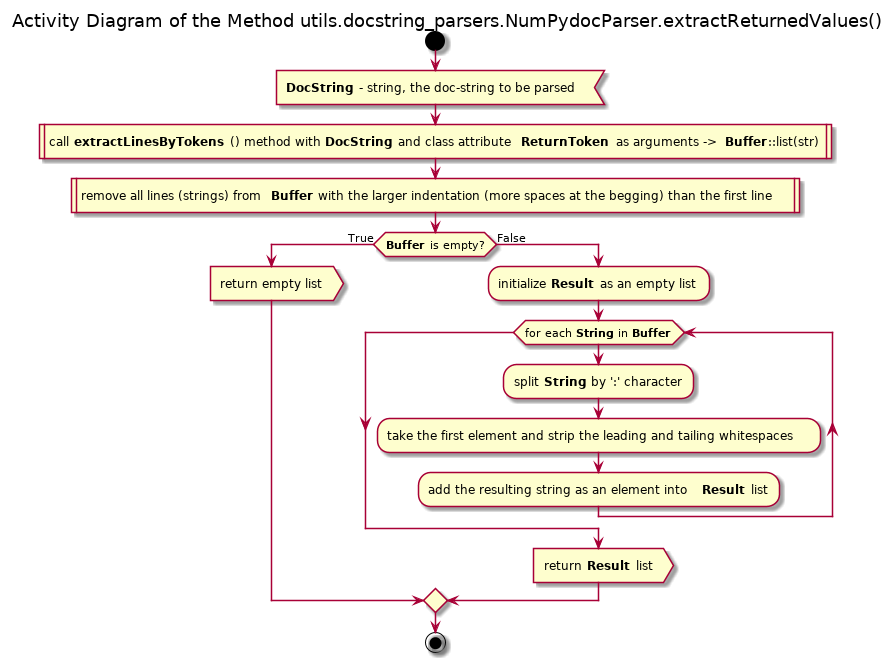 Activity Diagram of the Method utils.docstring_parsers.NumPydocParser.extractReturnedValues()
DocString - string, the doc-string to be parsed
call extractLinesByTokens () method with DocString and class attribute ReturnToken as arguments -> Buffer::list(str)
remove all lines (strings) from Buffer with the larger indentation (more spaces at the begging) than the first line
True
Buffer is empty?
False
return empty list
initialize Result as an empty list
for each String in Buffer
split String by ':' character
take the first element and strip the leading and tailing whitespaces
add the resulting string as an element into Result list
return Result list